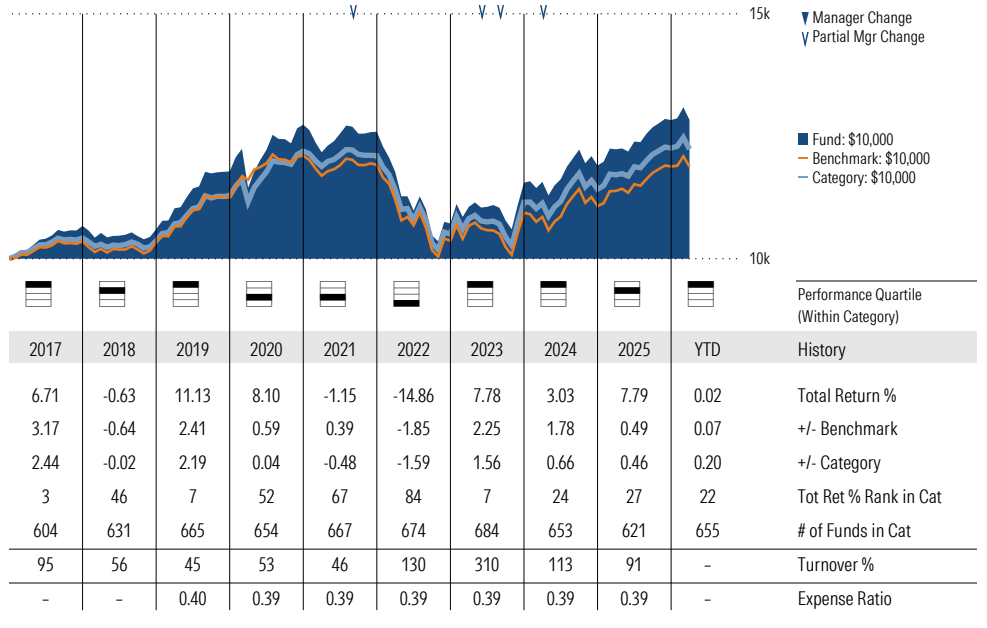 15k
Manager Change
Partial Mgr Change
Fund: $10,000
Benchmark: $10,000
Category: $10,000
10k
Performance Quartile
(Within Category)
2017 2018 2019 2020 2021 2022 2023 2024 2025 YTD History
6.71 -0.63 11.13 8.10 -1.15 -14.86 7.78 3.03 7.79 0.02 Total Return %
3.17 -0.64 2.41 0.59 0.39 -1.85 2.25 1.78 0.49 0.07 +/- Benchmark
2.44 -0.02 2.19 0.04 -0.48 -1.59 1.56 0.66 0.46 0.20 +/- Category
3 46 7 52 67 84 7 24 27 22 Tot Ret % Rank in Cat
604 631 665 654 667 674 684 653 621 655 # of Funds in Cat
95 56 45 53 46 130 310 113 91 – Turnover %
– – 0.40 0.39 0.39 0.39 0.39 0.39 0.39 – Expense Ratio